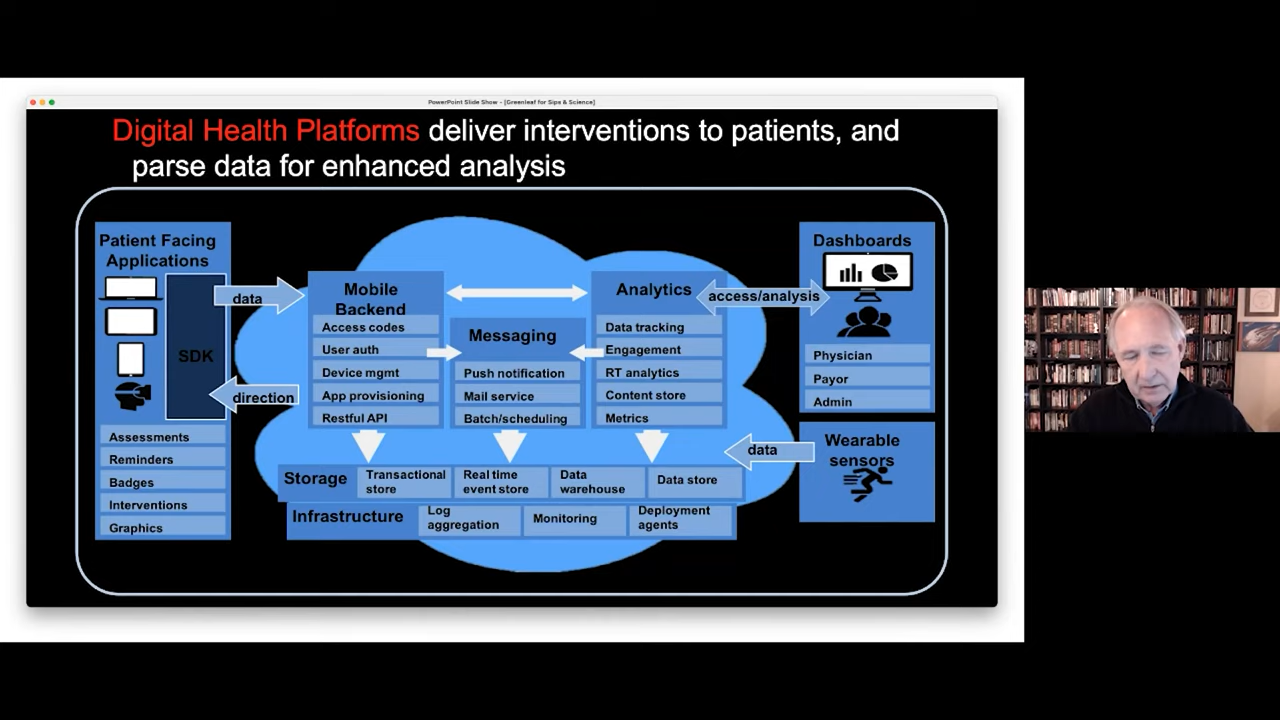 PowerPoint Slide Show - [Greenleaf for Sips & Science]
Digital Health Platforms deliver interventions to patients, and
parse data for enhanced analysis
Patient Facing
Applications
SDK
data
direction
Assessments
Reminders
Badges
Interventions
Graphics
Mobile
Backend
Access codes
User auth
Device mgmt
App provisioning
Restful API
Messaging
Push notification
Mail service
Batch/scheduling
Analytics
Data tracking
Engagement
RT analytics
Content store
Metrics
access/analysis
Dashboards
Physician
Payor
Admin
data
Wearable
sensors
Storage
Transactional
store
Real time
event store
Data
warehouse
Data store
Infrastructure
Log
aggregation
Monitoring
Deployment
agents